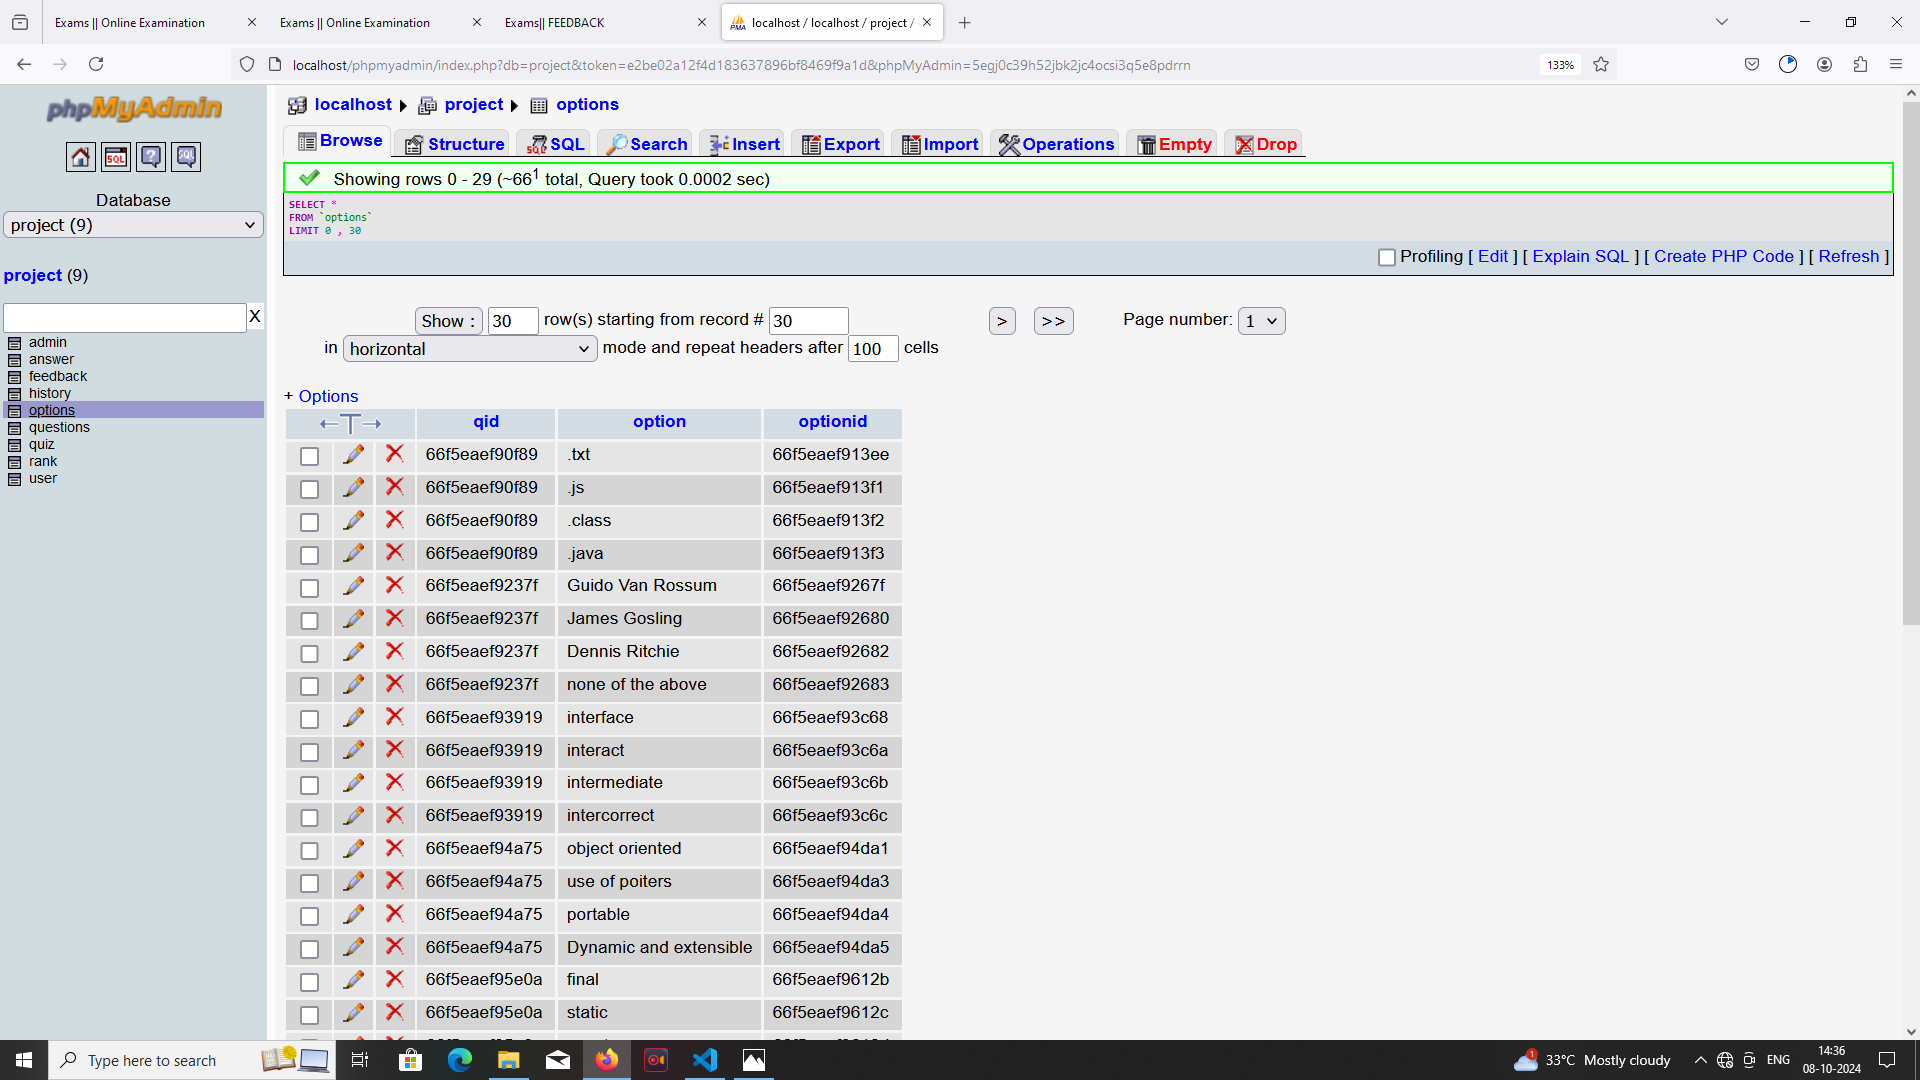 Exams || Online Examination
Exams || Online Examination
Exams|| FEEDBACK
localhost / localhost / project /
localhost/phpmyadmin/index.php?db=project&token=e2be02a12f4d183637896bf8469f9a1d&phpMyAdmin=5egj0c39h52jbk2jc4ocsi3q5e8pdrrn
133%
phpMyAdmin
SQL
SQL
Database
project (9)
project (9)
X
admin
answer
feedback
history
options
questions
quiz
rank
user
localhost ▸ project ▸ options
Browse Structure SQL Search Insert Export Import Operations Empty Drop
Showing rows 0 - 29 (~66¹ total, Query took 0.0002 sec)
SELECT *
FROM `options`
LIMIT 0 , 30
Profiling [ Edit ] [ Explain SQL ] [ Create PHP Code ] [ Refresh ]
Show : 30 row(s) starting from record # 30 > >> Page number: 1
in horizontal mode and repeat headers after 100 cells
+ Options
←T→ qid option optionid
66f5eaef90f89 .txt 66f5eaef913ee
66f5eaef90f89 .js 66f5eaef913f1
66f5eaef90f89 .class 66f5eaef913f2
66f5eaef90f89 .java 66f5eaef913f3
66f5eaef9237f Guido Van Rossum 66f5eaef9267f
66f5eaef9237f James Gosling 66f5eaef92680
66f5eaef9237f Dennis Ritchie 66f5eaef92682
66f5eaef9237f none of the above 66f5eaef92683
66f5eaef93919 interface 66f5eaef93c68
66f5eaef93919 interact 66f5eaef93c6a
66f5eaef93919 intermediate 66f5eaef93c6b
66f5eaef93919 intercorrect 66f5eaef93c6c
66f5eaef94a75 object oriented 66f5eaef94da1
66f5eaef94a75 use of poiters 66f5eaef94da3
66f5eaef94a75 portable 66f5eaef94da4
66f5eaef94a75 Dynamic and extensible 66f5eaef94da5
66f5eaef95e0a final 66f5eaef9612b
66f5eaef95e0a static 66f5eaef9612c
Type here to search
1
33°C Mostly cloudy
ENG
14:36
08-10-2024